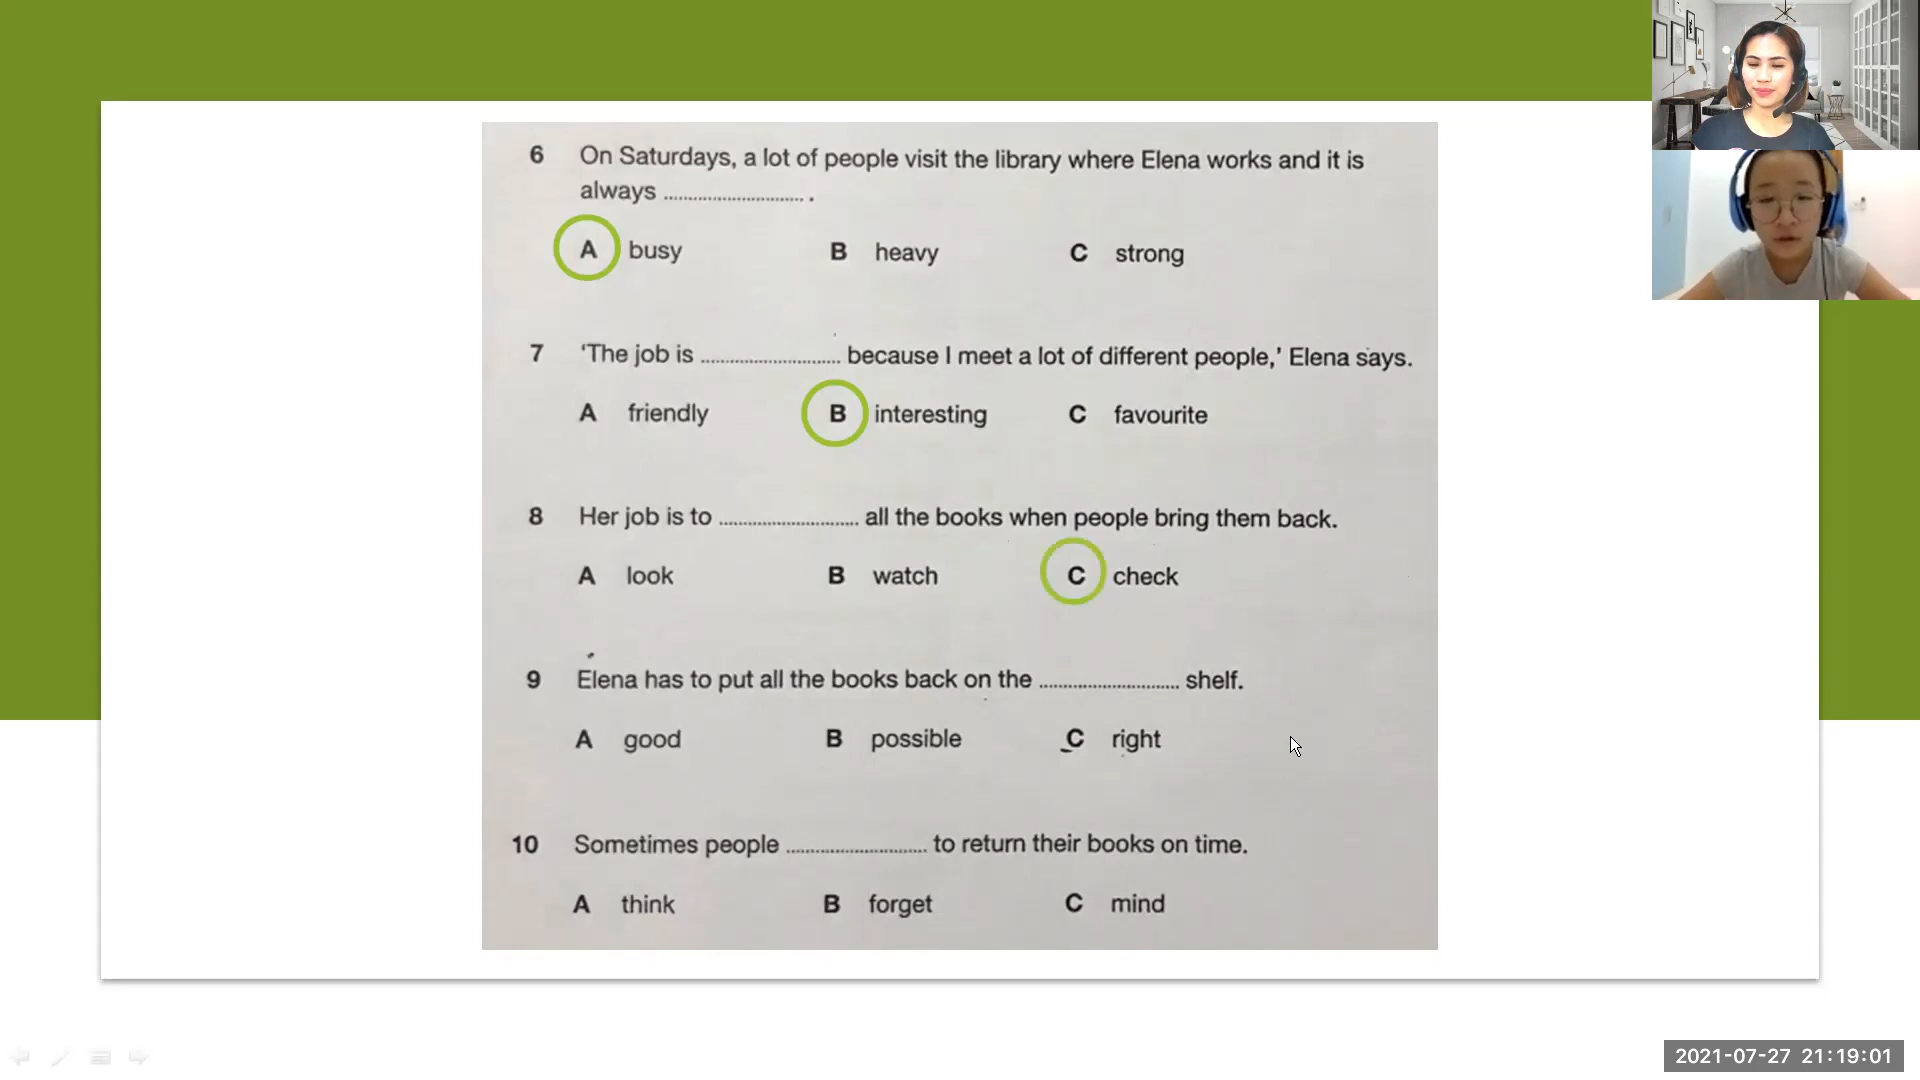 6 On Saturdays, a lot of people visit the library where Elena works and it is
always ............................ .
A busy B heavy C strong
7 ‘The job is ............................ because I meet a lot of different people,’ Elena says.
A friendly B interesting C favourite
8 Her job is to ............................ all the books when people bring them back.
A look B watch C check
9 Elena has to put all the books back on the ............................ shelf.
A good B possible C right
10 Sometimes people ............................ to return their books on time.
A think B forget C mind
2021-07-27 21:19:01